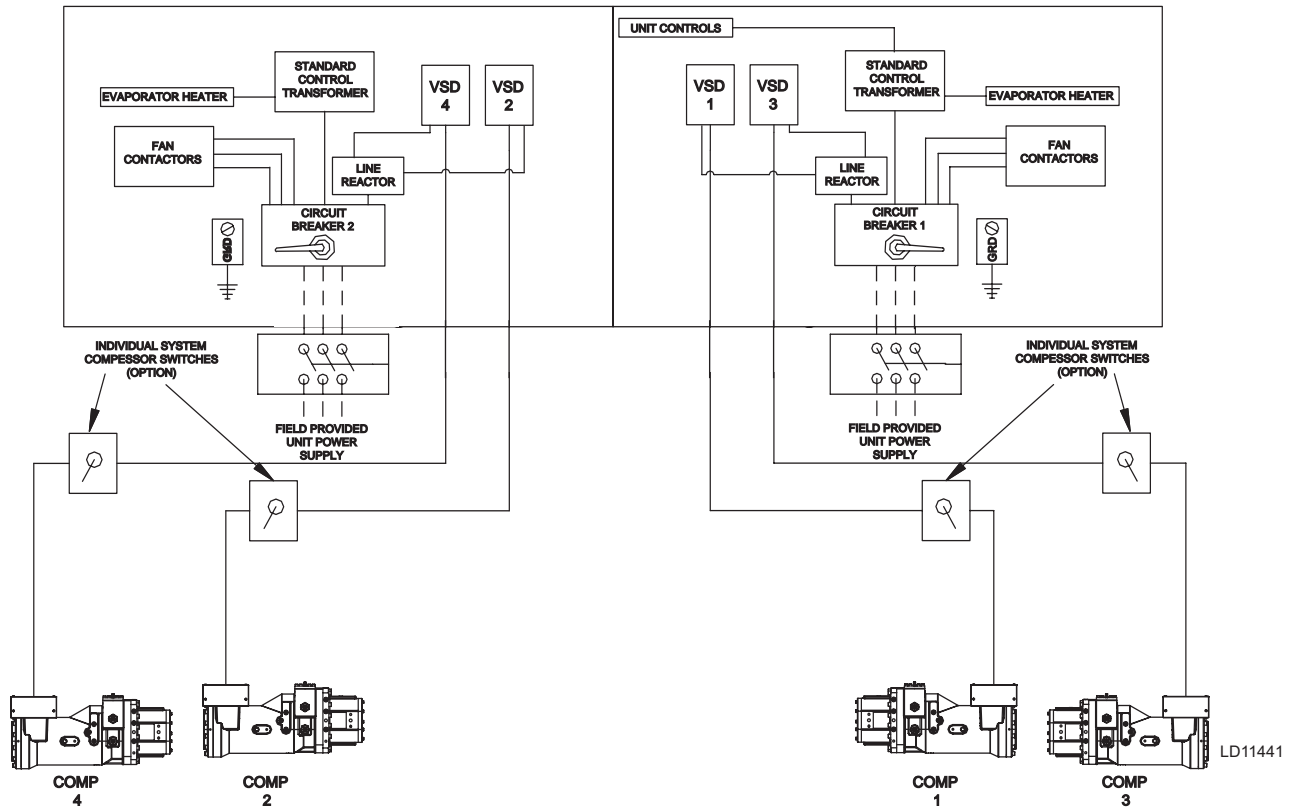 UNIT CONTROLS
STANDARD
CONTROL
TRANSFORMER
EVAPORATOR HEATER
FAN
CONTACTORS
VSD
4
VSD
2
LINE
REACTOR
CIRCUIT
BREAKER 2
GRD
VSD
1
VSD
3
STANDARD
CONTROL
TRANSFORMER
EVAPORATOR HEATER
FAN
CONTACTORS
LINE
REACTOR
CIRCUIT
BREAKER 1
GRD
INDIVIDUAL SYSTEM
COMPESSOR SWITCHES
(OPTION)
FIELD PROVIDED
UNIT POWER
SUPPLY
FIELD PROVIDED
UNIT POWER
SUPPLY
INDIVIDUAL SYSTEM
COMPESSOR SWITCHES
(OPTION)
COMP
4
COMP
2
COMP
1
COMP
3
LD11441